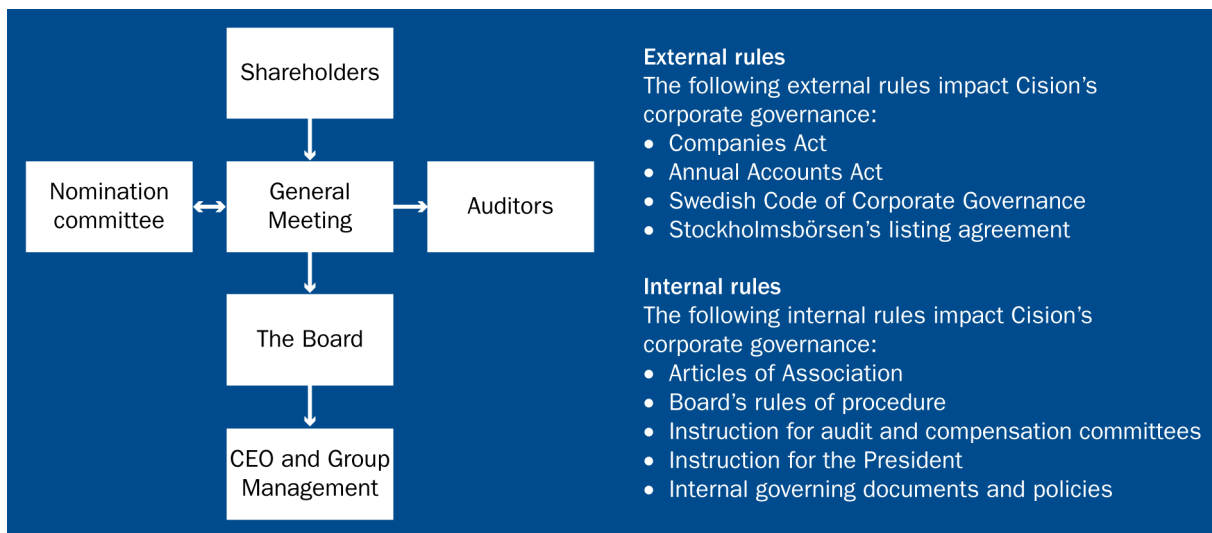 Shareholders
Nomination
committee
General
Meeting
Auditors
The Board
CEO and Group
Management
External rules
The following external rules impact Cision’s
corporate governance:
• Companies Act
• Annual Accounts Act
• Swedish Code of Corporate Governance
• Stockholmsbörsen’s listing agreement
Internal rules
The following internal rules impact Cision’s
corporate governance:
• Articles of Association
• Board’s rules of procedure
• Instruction for audit and compensation committees
• Instruction for the President
• Internal governing documents and policies